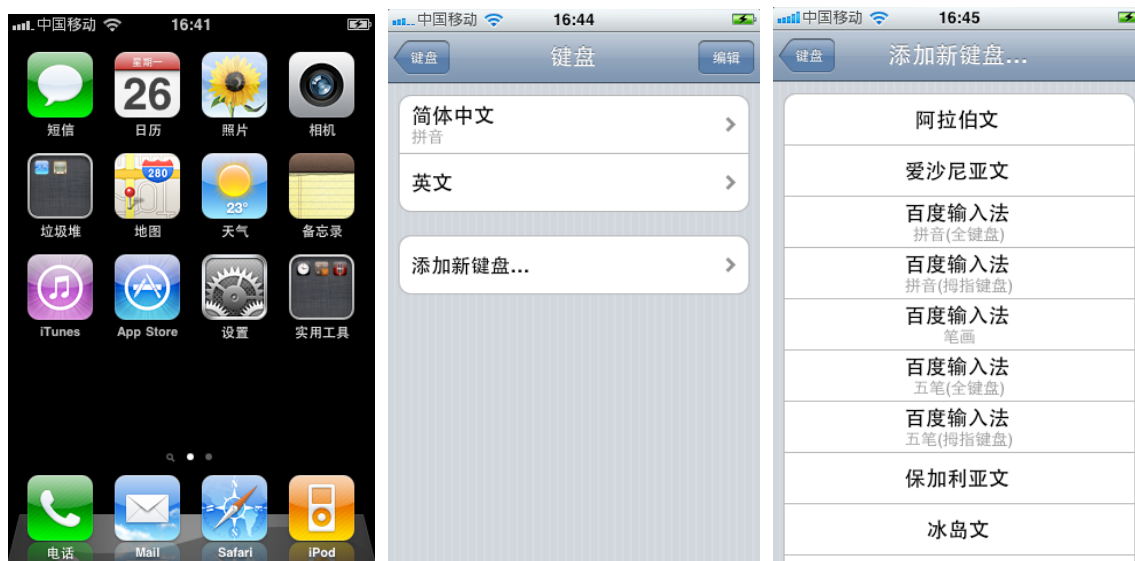 中国移动 16:41
星期一
26
280
23°
短信 日历 照片 相机
垃圾堆 地图 天气 备忘录
iTunes App Store 设置 实用工具
电话 Mail Safari iPod
中国移动 16:44
键盘 键盘 编辑
简体中文
拼音
英文
添加新键盘...
中国移动 16:45
键盘 添加新键盘...
阿拉伯文
爱沙尼亚文
百度输入法
拼音(全键盘)
百度输入法
拼音(拇指键盘)
百度输入法
笔画
百度输入法
五笔(全键盘)
百度输入法
五笔(拇指键盘)
保加利亚文
冰岛文